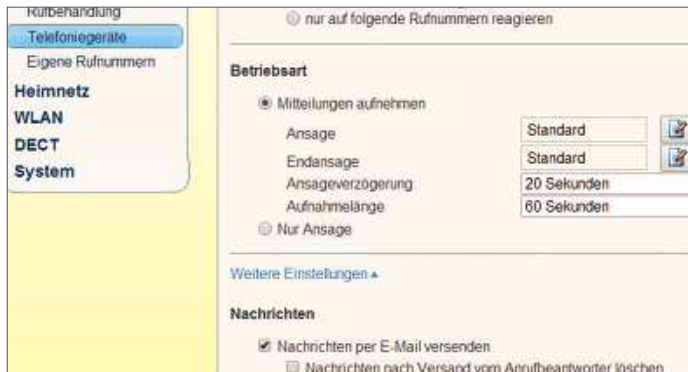 Rufbehandlung
Telefoniegeräte
Eigene Rufnummern
Heimnetz
WLAN
DECT
System
nur auf folgende Rufnummern reagieren
Betriebsart
Mitteilungen aufnehmen
Ansage Standard
Endansage Standard
Ansageverzögerung 20 Sekunden
Aufnahmelänge 60 Sekunden
Nur Ansage
Weitere Einstellungen
Nachrichten
Nachrichten per E-Mail versenden
Nachrichten nach Versand vom Anrufbeantworter löschen